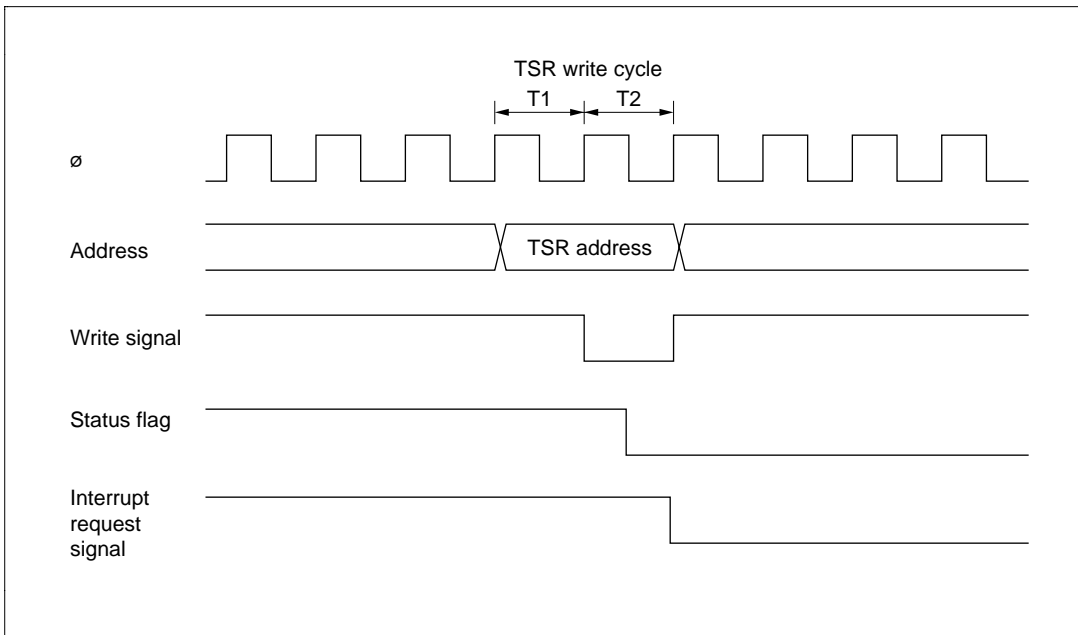 TSR write cycle
T1 T2
ø
Address
TSR address
Write signal
Status flag
Interrupt
request
signal